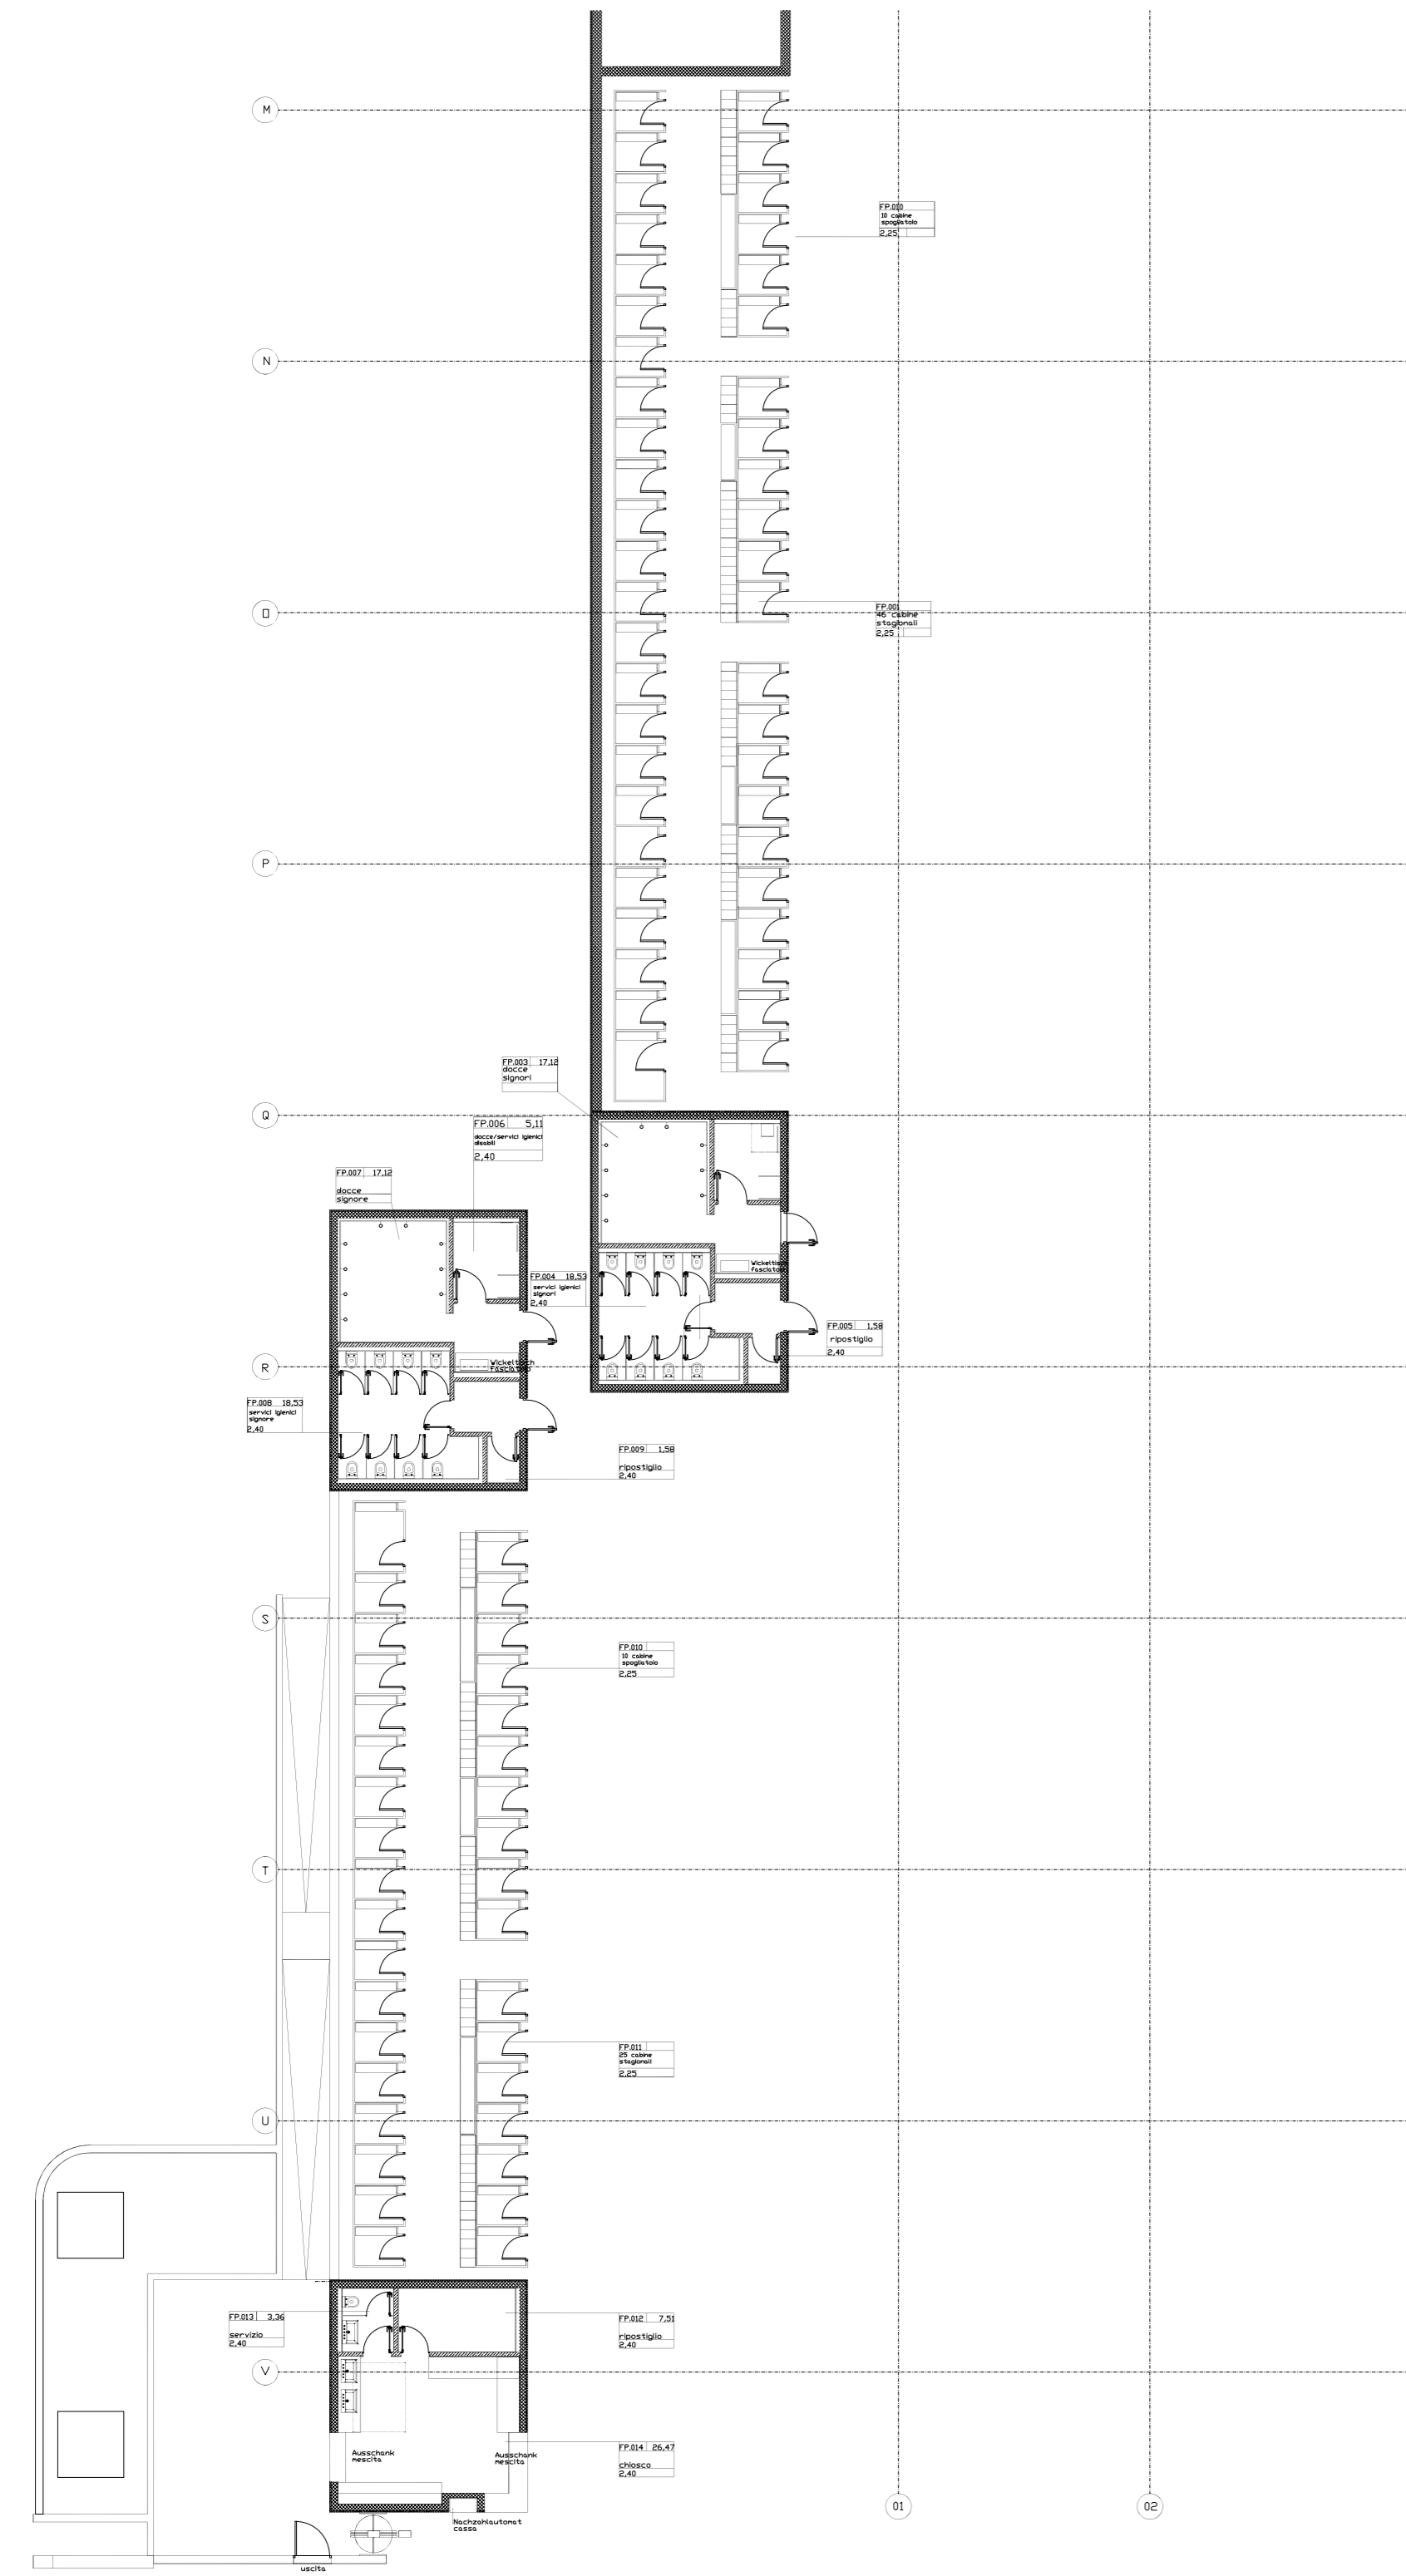 M
FP.010
10 cabine
spogliatoio
2,25
N
FP.001
46 cabine
stagionali
2,25
O
P
FP.003 17,12
docce
signori
Q
FP.006 5,11
docce/servici igienici
disabili
2,40
FP.007 17,12
docce
signore
Wickeltisch
fasciatoio
FP.004 18,53
servici igienici
signori
2,40
FP.005 1,58
ripostiglio
2,40
R
Wickeltisch
fasciatoio
FP.008 18,53
servici igienici
signore
2,40
FP.009 1,58
ripostiglio
2,40
S
FP.010
10 cabine
spogliatoio
2,25
T
FP.011
25 cabine
stagionali
2,25
U
FP.013 3,36
servizio
2,40
FP.012 7,51
ripostiglio
2,40
V
Ausschank
mescita
Ausschank
mescita
FP.014 26,47
chiosco
2,40
01
02
Nachzahlautomat
cassa
uscita